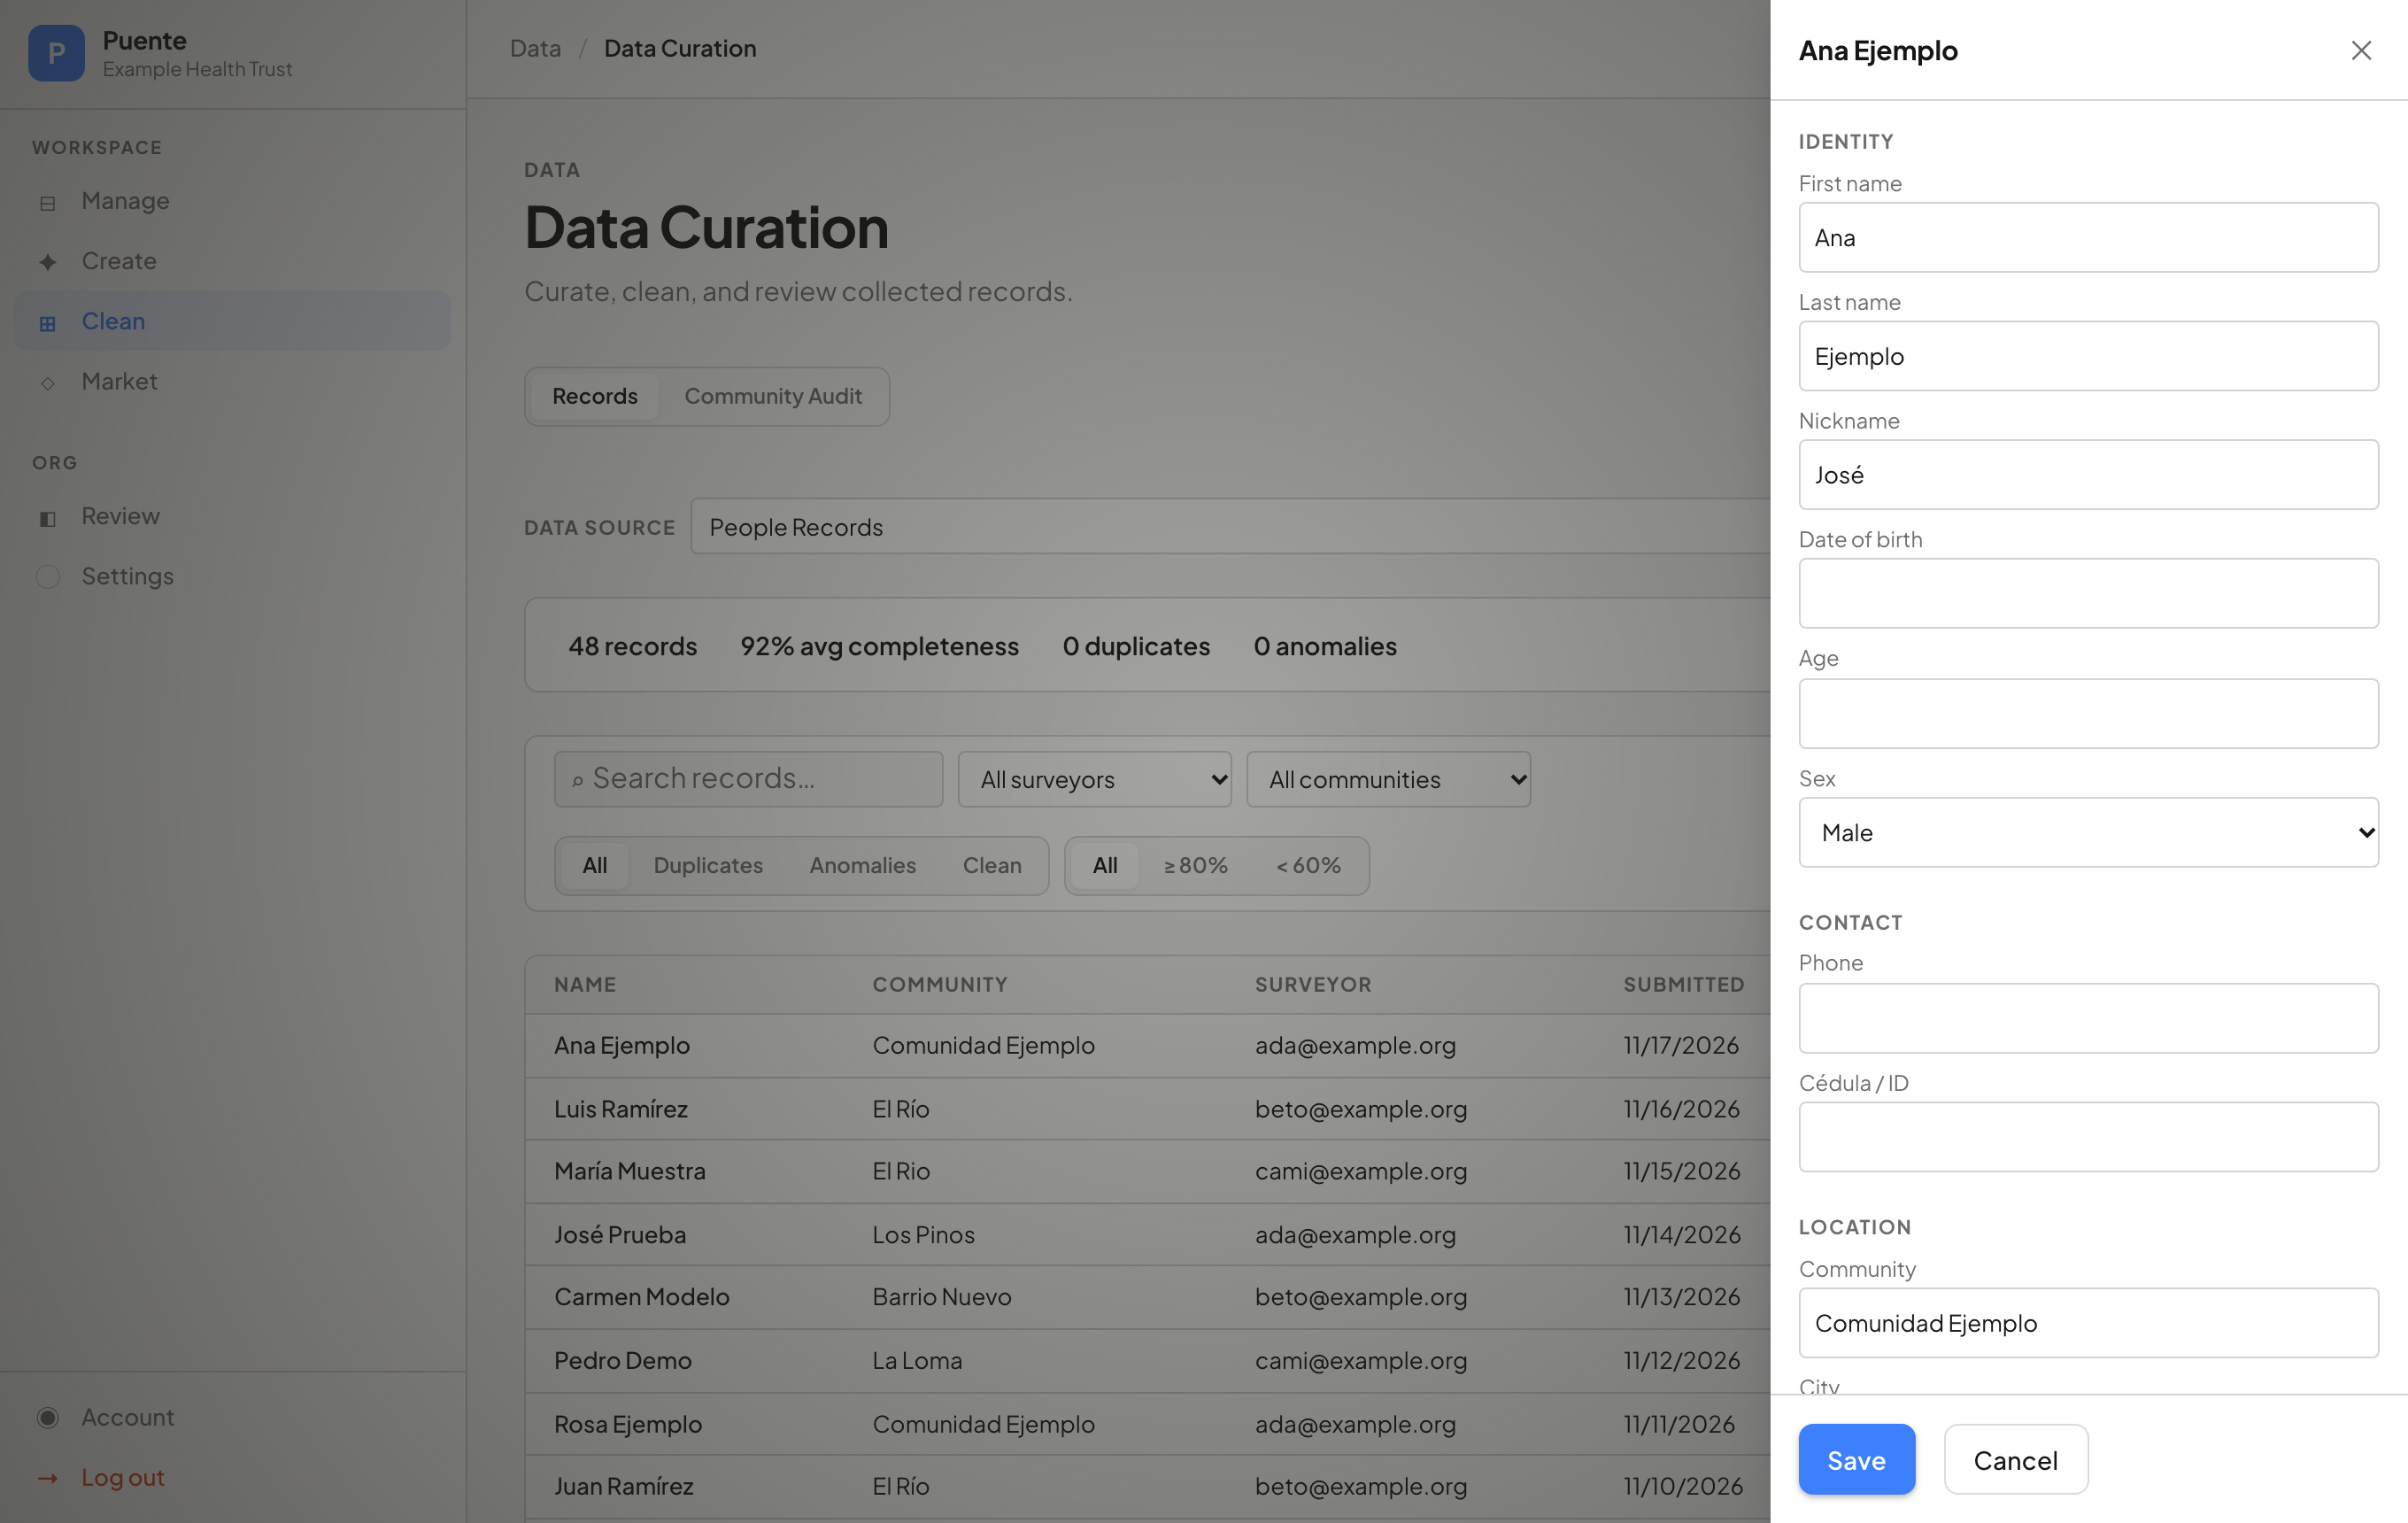 P
Puente
Example Health Trust
WORKSPACE
Manage
Create
Clean
Market
ORG
Review
Settings
Account
Log out
Data / Data Curation
DATA
Data Curation
Curate, clean, and review collected records.
Records Community Audit
DATA SOURCE People Records
48 records 92% avg completeness 0 duplicates 0 anomalies
Search records... All surveyors All communities
All Duplicates Anomalies Clean All ≥ 80% < 60%
NAME COMMUNITY SURVEYOR SUBMITTED
Ana Ejemplo Comunidad Ejemplo ada@example.org 11/17/2026
Luis Ramírez El Río beto@example.org 11/16/2026
María Muestra El Rio cami@example.org 11/15/2026
José Prueba Los Pinos ada@example.org 11/14/2026
Carmen Modelo Barrio Nuevo beto@example.org 11/13/2026
Pedro Demo La Loma cami@example.org 11/12/2026
Rosa Ejemplo Comunidad Ejemplo ada@example.org 11/11/2026
Juan Ramírez El Río beto@example.org 11/10/2026
Ana Ejemplo
IDENTITY
First name
Ana
Last name
Ejemplo
Nickname
José
Date of birth
Age
Sex
Male
CONTACT
Phone
Cédula / ID
LOCATION
Community
Comunidad Ejemplo
City
Save Cancel